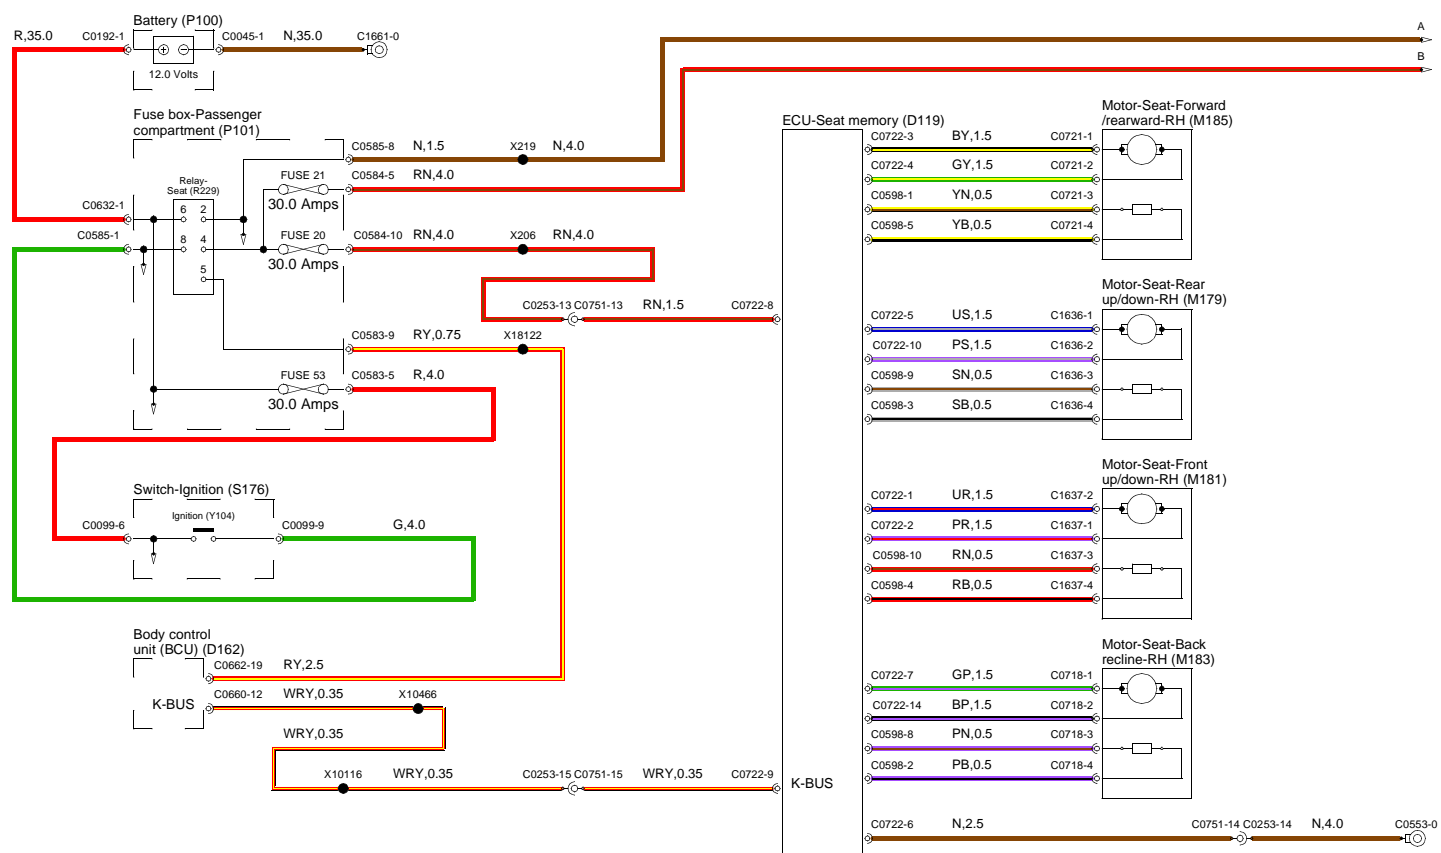 Battery (P100)
R,35.0 C0192-1 C0045-1 N,35.0 C1661-0
12.0 Volts
A
B
Fuse box-Passenger
compartment (P101)
C0585-8 N,1.5 X219 N,4.0
Relay-
Seat (R229)
FUSE 21 C0584-5 RN,4.0
30.0 Amps
C0632-1 6 2
C0585-1 8 4 FUSE 20 C0584-10 RN,4.0 X206 RN,4.0
30.0 Amps
5
C0253-13 C0751-13 RN,1.5 C0722-8
C0583-9 RY,0.75 X18122
FUSE 53 C0583-5 R,4.0
30.0 Amps
Switch-Ignition (S176)
Ignition (Y104)
C0099-6 C0099-9 G,4.0
Body control
unit (BCU) (D162)
C0662-19 RY,2.5
C0660-12 WRY,0.35 X10466
K-BUS
WRY,0.35
X10116 WRY,0.35 C0253-15 C0751-15 WRY,0.35 C0722-9
ECU-Seat memory (D119)
K-BUS
Motor-Seat-Forward
/rearward-RH (M185)
C0722-3 BY,1.5 C0721-1
C0722-4 GY,1.5 C0721-2
C0598-1 YN,0.5 C0721-3
C0598-5 YB,0.5 C0721-4
Motor-Seat-Rear
up/down-RH (M179)
C0722-5 US,1.5 C1636-1
C0722-10 PS,1.5 C1636-2
C0598-9 SN,0.5 C1636-3
C0598-3 SB,0.5 C1636-4
Motor-Seat-Front
up/down-RH (M181)
C0722-1 UR,1.5 C1637-2
C0722-2 PR,1.5 C1637-1
C0598-10 RN,0.5 C1637-3
C0598-4 RB,0.5 C1637-4
Motor-Seat-Back
recline-RH (M183)
C0722-7 GP,1.5 C0718-1
C0722-14 BP,1.5 C0718-2
C0598-8 PN,0.5 C0718-3
C0598-2 PB,0.5 C0718-4
C0722-6 N,2.5 C0751-14 C0253-14 N,4.0 C0553-0